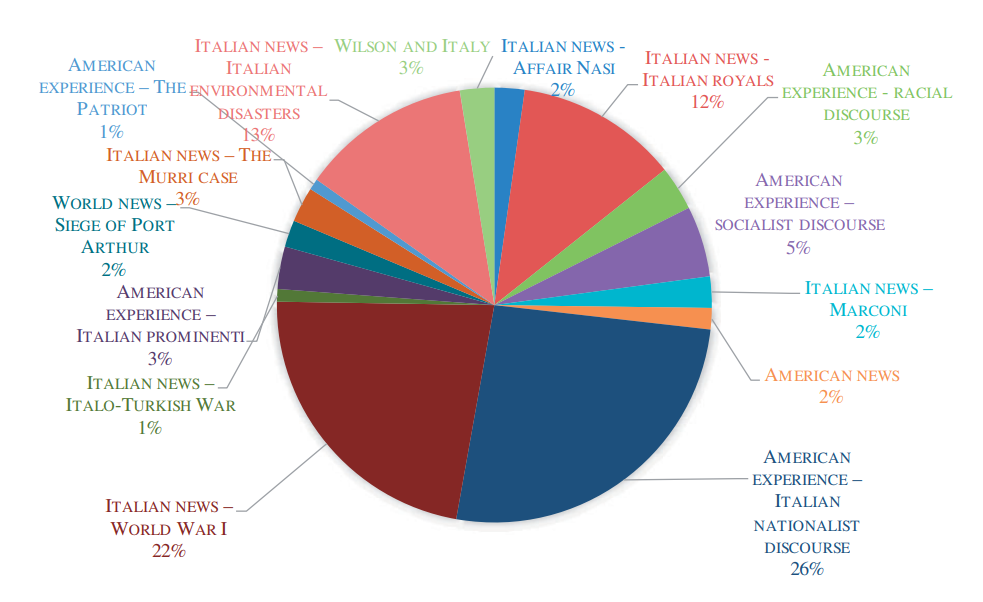 Italian news –
Italian
environmental
disasters
13%
Wilson and Italy
3%
Italian news -
Affair Nasi
2%
Italian news -
Italian royals
12%
American
experience - racial
discourse
3%
American
experience –
socialist discourse
5%
Italian news –
Marconi
2%
American news
2%
American
experience –
Italian
nationalist
discourse
26%
Italian news –
World War I
22%
Italian news –
Italo-Turkish War
1%
American
experience –
Italian prominenti
3%
World news –
Siege of Port
Arthur
2%
Italian news – The
Murri case
3%
American
experience – The
Patriot
1%